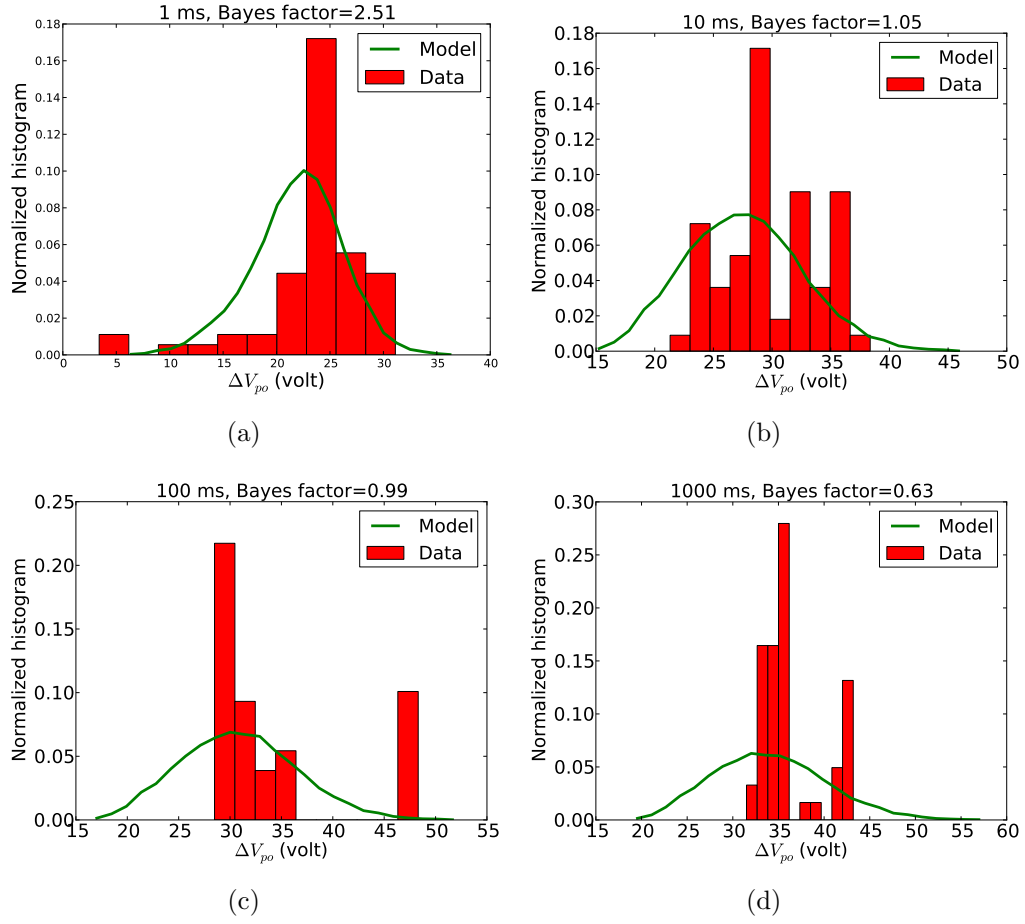 1 ms, Bayes factor=2.51
Normalized histogram
0.18
0.16
0.14
0.12
0.10
0.08
0.06
0.04
0.02
0.00
0 5 10 15 20 25 30 35 40
ΔV_po (volt)
Model
Data
(a)
10 ms, Bayes factor=1.05
Normalized histogram
0.18
0.16
0.14
0.12
0.10
0.08
0.06
0.04
0.02
0.00
15 20 25 30 35 40 45 50
ΔV_po (volt)
Model
Data
(b)
100 ms, Bayes factor=0.99
Normalized histogram
0.25
0.20
0.15
0.10
0.05
0.00
15 20 25 30 35 40 45 50 55
ΔV_po (volt)
Model
Data
(c)
1000 ms, Bayes factor=0.63
Normalized histogram
0.30
0.25
0.20
0.15
0.10
0.05
0.00
15 20 25 30 35 40 45 50 55 60
ΔV_po (volt)
Model
Data
(d)